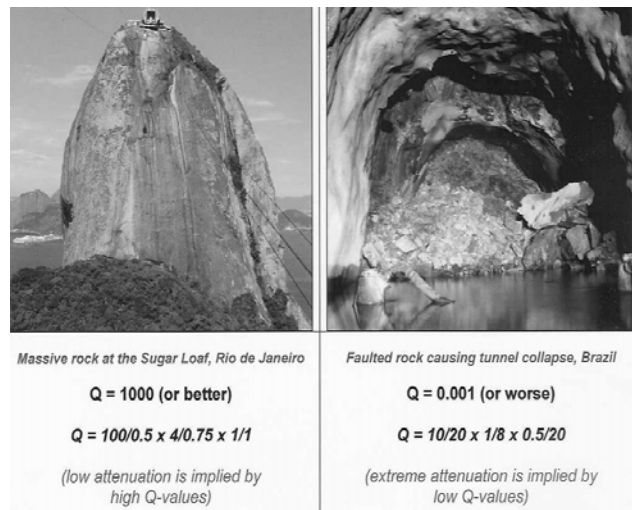 Massive rock at the Sugar Loaf, Rio de Janeiro
Q = 1000 (or better)
Q = 100/0.5 x 4/0.75 x 1/1
(low attenuation is implied by
high Q-values)
Faulted rock causing tunnel collapse, Brazil
Q = 0.001 (or worse)
Q = 10/20 x 1/8 x 0.5/20
(extreme attenuation is implied by
low Q-values)